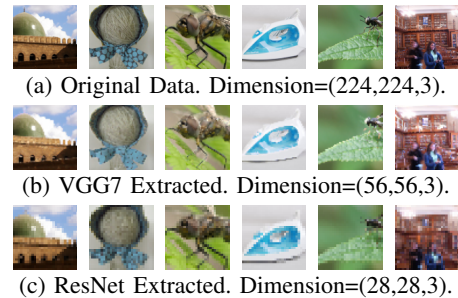 (a) Original Data. Dimension=(224,224,3).
(b) VGG7 Extracted. Dimension=(56,56,3).
(c) ResNet Extracted. Dimension=(28,28,3).